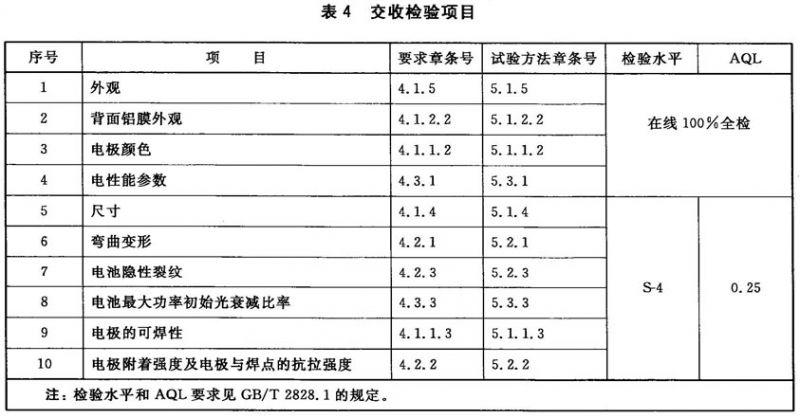 表 4 交收检验项目
序号 项 目 要求章条号 试验方法章条号 检验水平 AQL
1 外观 4.1.5 5.1.5 在线 100%全检
2 背面铝膜外观 4.1.2.2 5.1.2.2
3 电极颜色 4.1.1.2 5.1.1.2
4 电性能参数 4.3.1 5.3.1
5 尺寸 4.1.4 5.1.4 S-4 0.25
6 弯曲变形 4.2.1 5.2.1
7 电池隐性裂纹 4.2.3 5.2.3
8 电池最大功率初始光衰减比率 4.3.3 5.3.3
9 电极的可焊性 4.1.1.3 5.1.1.3
10 电极附着强度及电极与焊点的抗拉强度 4.2.2 5.2.2
注：检验水平和 AQL 要求见 GB/T 2828.1 的规定。